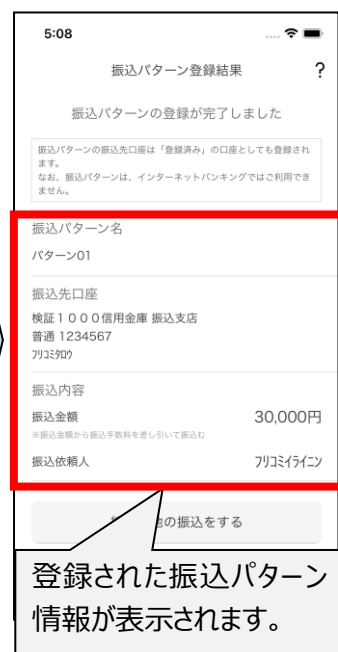 5:08
振込パターン登録結果
?
振込パターンの登録が完了しました
振込パターンの振込先口座は「登録済み」の口座としても登録され
ます。
なお、振込パターンは、インターネットバンキングではご利用でき
ません。
振込パターン名
パターン01
振込先口座
検証1000信用金庫 振込支店
普通 1234567
ﾌﾘｺﾐﾀﾛｳ
振込内容
振込金額 30,000円
※振込金額から振込手数料を差し引いて振込む
振込依頼人 ﾌﾘｺﾐｲﾗｲﾆﾝ
の振込をする
登録された振込パターン
情報が表示されます。